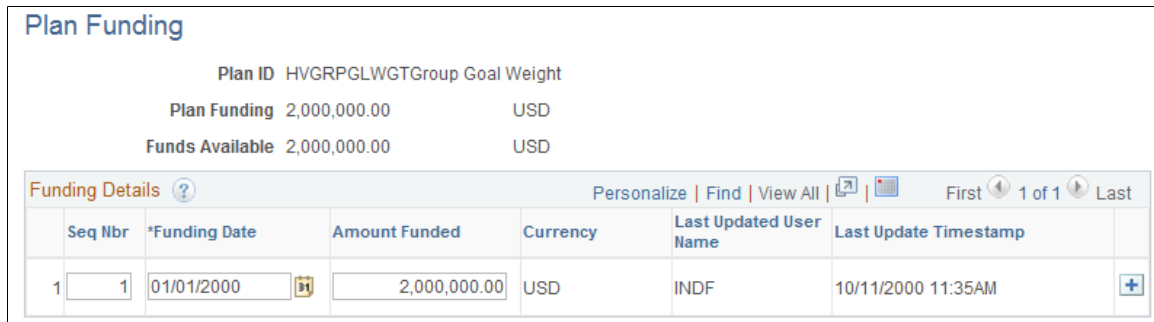 Plan Funding
Plan ID HVGRPGLWGTGroup Goal Weight
Plan Funding 2,000,000.00 USD
Funds Available 2,000,000.00 USD
Funding Details ? Personalize | Find | View All | | First 1 of 1 Last
Seq Nbr *Funding Date Amount Funded Currency Last Updated User Name Last Update Timestamp
1 1 01/01/2000 31 2,000,000.00 USD INDF 10/11/2000 11:35AM +